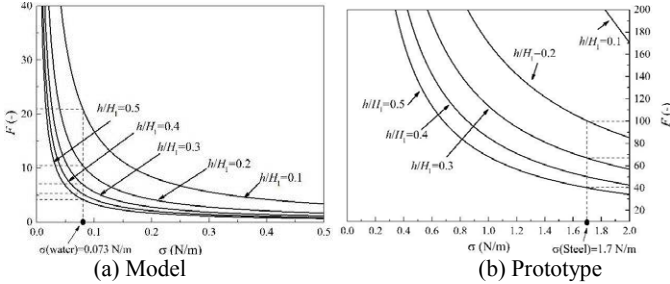 40
30
20
10
0
F (-)
h/H₁=0.5
h/H₁=0.4
h/H₁=0.3
h/H₁=0.2
h/H₁=0.1
0.0 0.1 0.2 0.3 0.4 0.5
σ (N/m)
σ(water)=0.073 N/m
(a) Model
200
180
160
140
120
100
80
60
40
20
10
F (-)
h/H₁=0.1
h/H₁−0.2
h/H₁=0.5
h/H₁=0.4
h/H₁=0.3
0.0 0.2 0.4 0.6 0.8 1.0 1.2 1.4 1.6 1.8 2.0
σ (N/m)
σ(Steel)=1.7 N/m
(b) Prototype